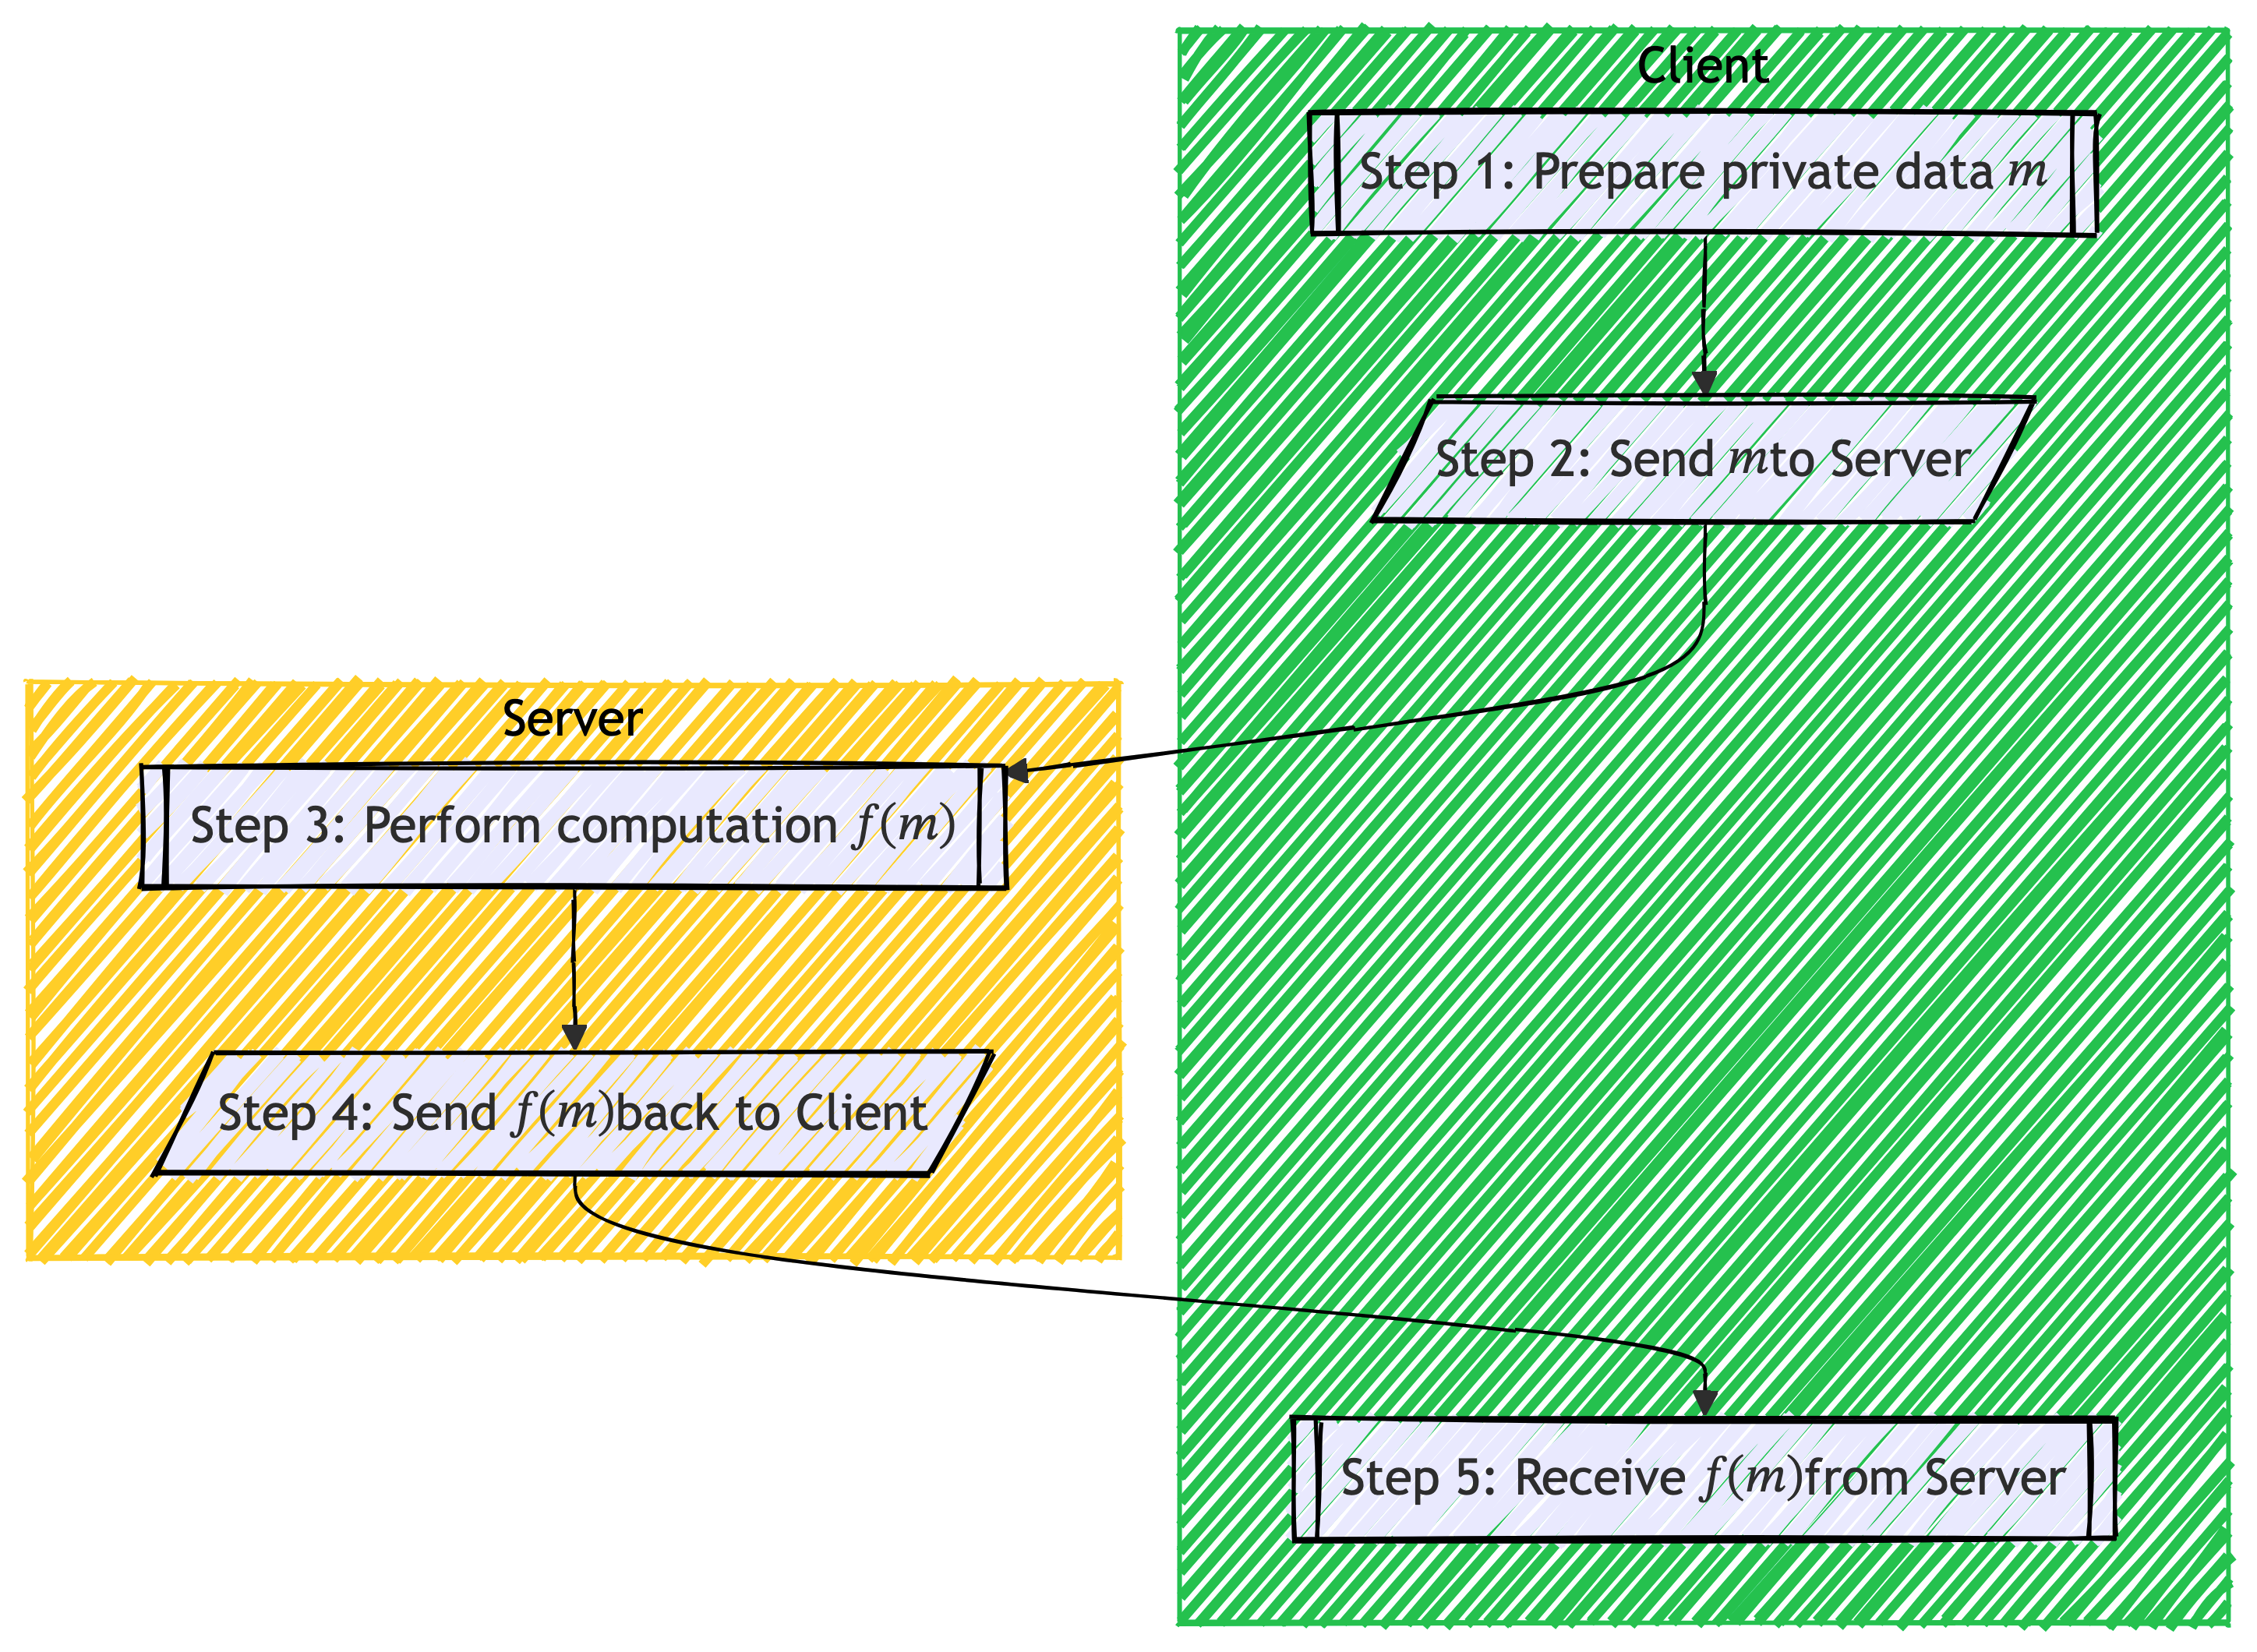 Client
Step 1: Prepare private data m
Step 2: Send mto Server
Server
Step 3: Perform computation f(m)
Step 4: Send f(m)back to Client
Step 5: Receive f(m)from Server